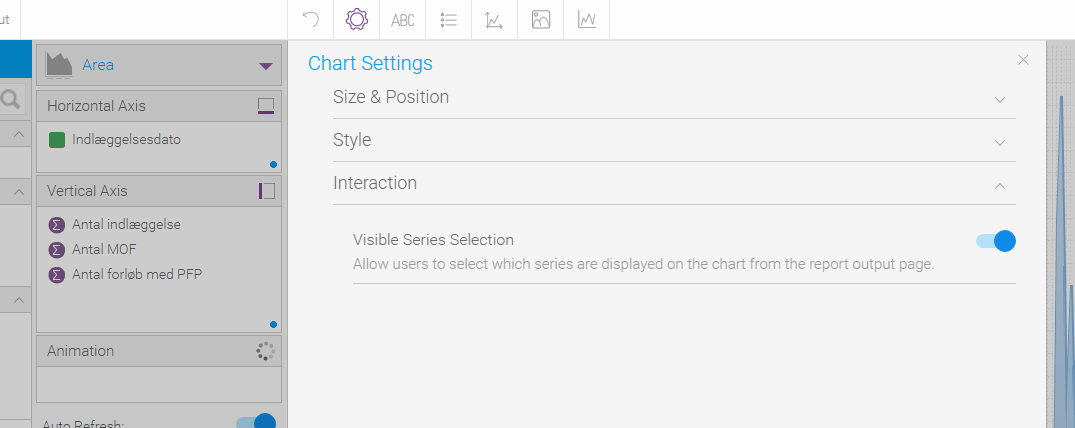 ut
ABC
Area
Horizontal Axis
Indlæggelsesdato
Vertical Axis
Antal indlæggelse
Antal MOF
Antal forløb med PFP
Animation
Auto Refresh:
Chart Settings
Size & Position
Style
Interaction
Visible Series Selection
Allow users to select which series are displayed on the chart from the report output page.